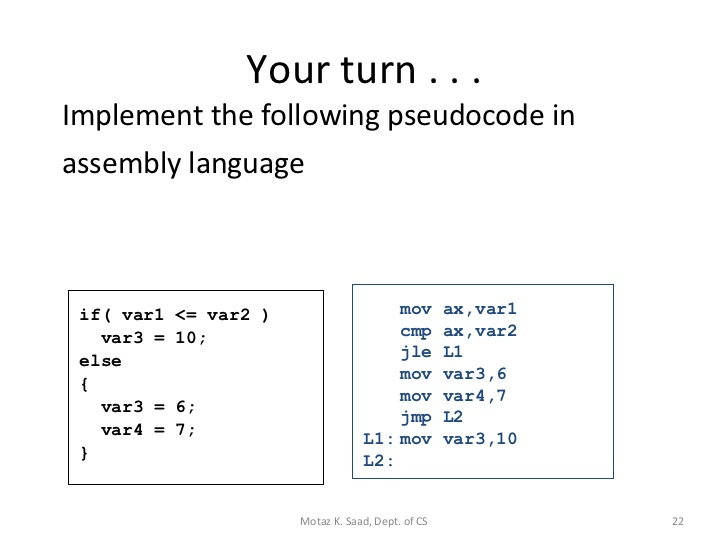 Your turn . . .
Implement the following pseudocode in
assembly language
if( var1 <= var2 )
  var3 = 10;
else
{
  var3 = 6;
  var4 = 7;
}
    mov ax,var1
    cmp ax,var2
    jle L1
    mov var3,6
    mov var4,7
    jmp L2
L1: mov var3,10
L2:
Motaz K. Saad, Dept. of CS
22